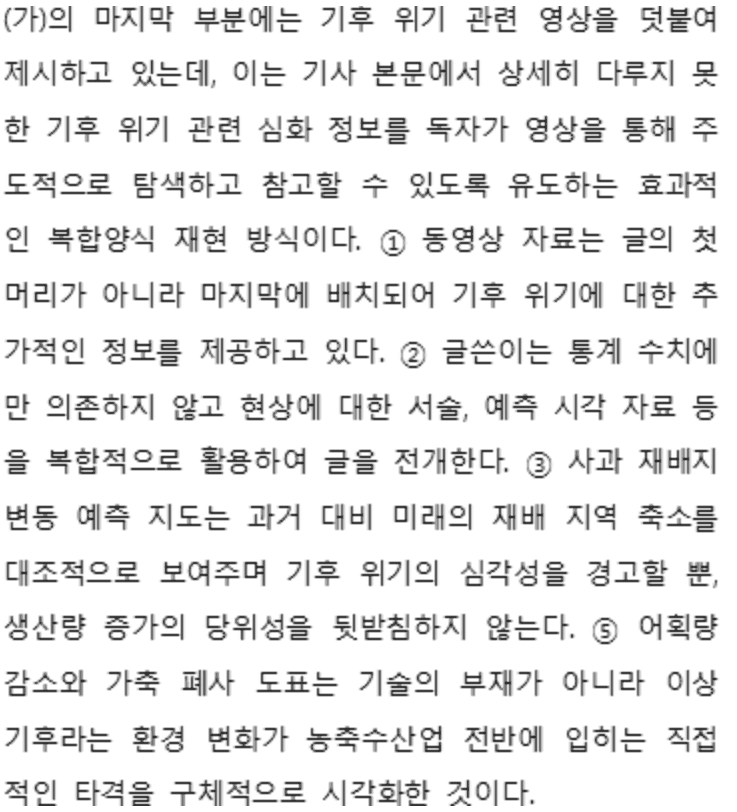 (가)의 마지막 부분에는 기후 위기 관련 영상을 덧붙여
제시하고 있는데, 이는 기사 본문에서 상세히 다루지 못
한 기후 위기 관련 심화 정보를 독자가 영상을 통해 주
도적으로 탐색하고 참고할 수 있도록 유도하는 효과적
인 복합양식 재현 방식이다. ① 동영상 자료는 글의 첫
머리가 아니라 마지막에 배치되어 기후 위기에 대한 추
가적인 정보를 제공하고 있다. ② 글쓴이는 통계 수치에
만 의존하지 않고 현상에 대한 서술, 예측 시각 자료 등
을 복합적으로 활용하여 글을 전개한다. ③ 사과 재배지
변동 예측 지도는 과거 대비 미래의 재배 지역 축소를
대조적으로 보여주며 기후 위기의 심각성을 경고할 뿐,
생산량 증가의 당위성을 뒷받침하지 않는다. ⑤ 어획량
감소와 가축 폐사 도표는 기술의 부재가 아니라 이상
기후라는 환경 변화가 농축수산업 전반에 입히는 직접
적인 타격을 구체적으로 시각화한 것이다.